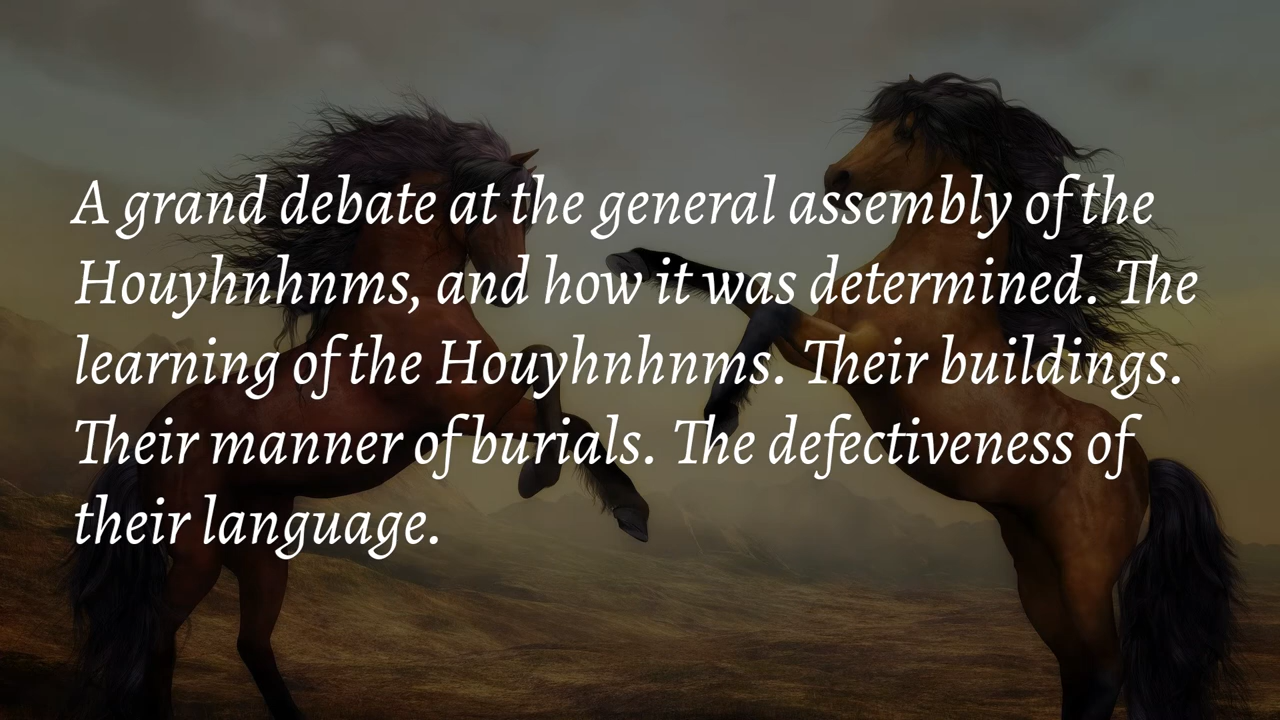 A grand debate at the general assembly of the
Houyhnhnms, and how it was determined. The
learning of the Houyhnhnms. Their buildings.
Their manner of burials. The defectiveness of
their language.